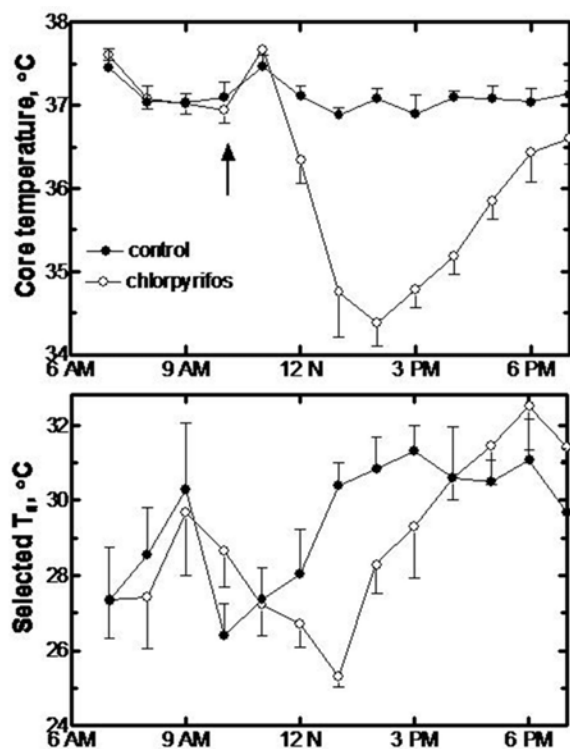 38
37
36
35
34
Core temperature, °C
control
chlorpyrifos
6 AM 9 AM 12 N 3 PM 6 PM
32
30
28
26
24
Selected Ta, °C
6 AM 9 AM 12 N 3 PM 6 PM